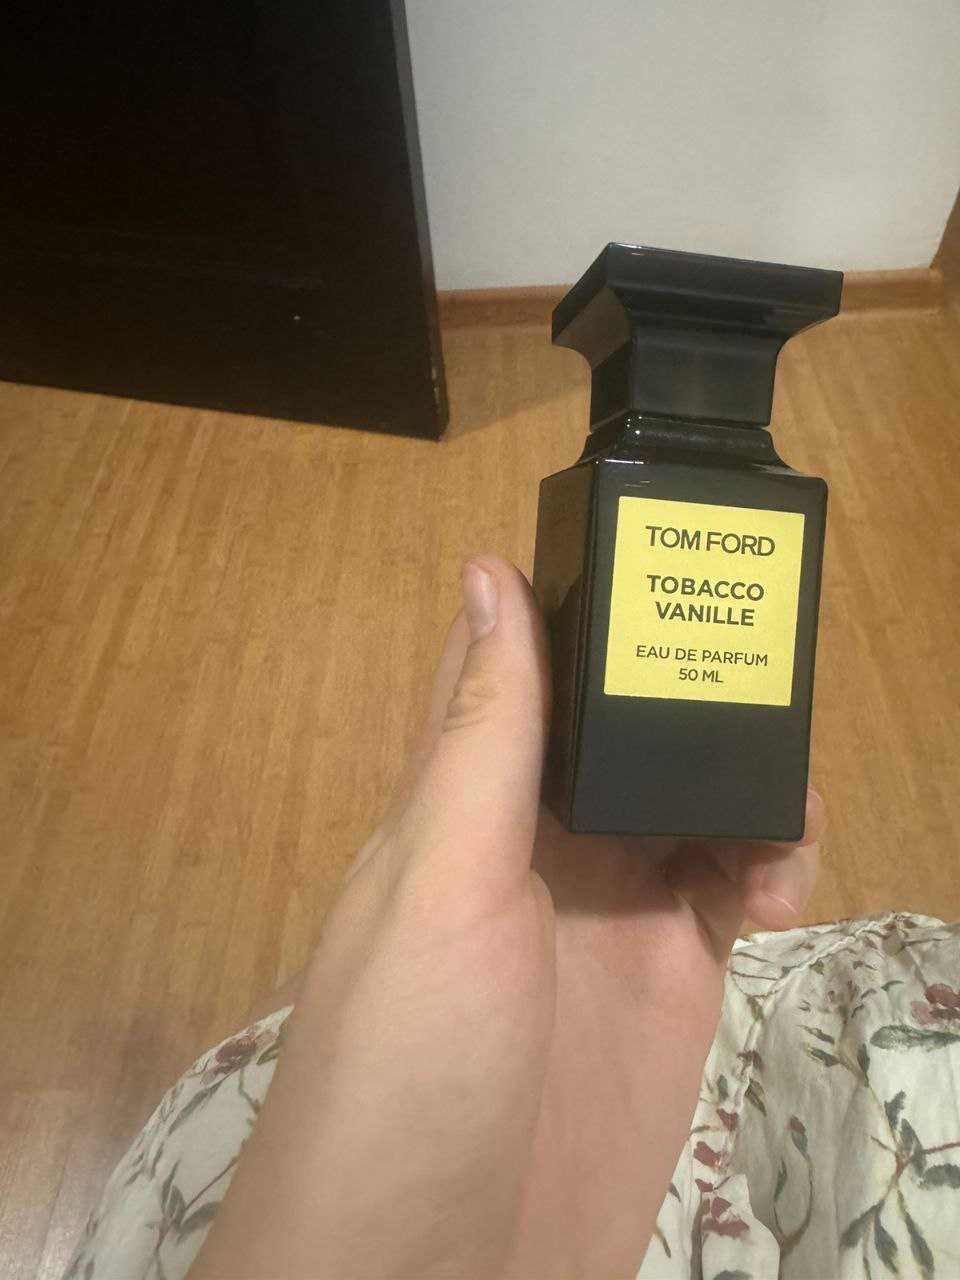 TOM FORD
TOBACCO
VANILLE
EAU DE PARFUM
50 ML